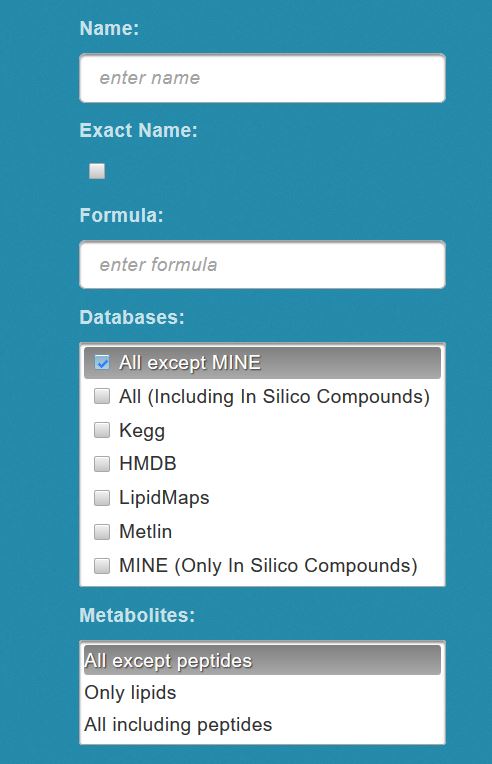 Name:
enter name
Exact Name:
Formula:
enter formula
Databases:
All except MINE
All (Including In Silico Compounds)
Kegg
HMDB
LipidMaps
Metlin
MINE (Only In Silico Compounds)
Metabolites:
All except peptides
Only lipids
All including peptides